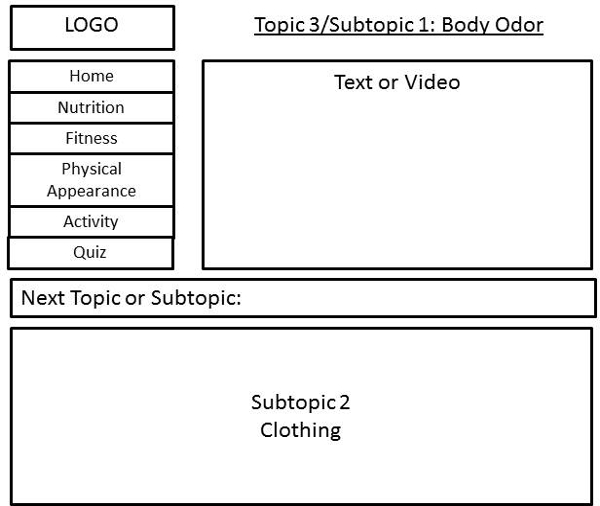 LOGO
Topic 3/Subtopic 1: Body Odor
Home
Nutrition
Fitness
Physical
Appearance
Activity
Quiz
Text or Video
Next Topic or Subtopic:
Subtopic 2
Clothing